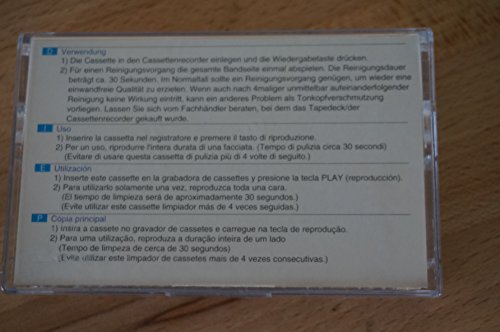 D Verwendung
1) Die Cassette in den Cassettenrecorder einlegen und die Wiedergabetaste drücken.
2) Für einen Reinigungsvorgang die gesamte Bandseite einmal abspielen. Die Reinigungsdauer
beträgt ca. 30 Sekunden. Im Normalfall sollte ein Reinigungsvorgang genügen, um wieder eine
einwandfreie Qualität zu erzielen. Wenn auch nach 4maliger unmittelbar aufeinanderfolgender
Reinigung keine Wirkung eintritt, kann ein anderes Problem als Tonkopfverschmutzung
vorliegen. Lassen Sie sich vom Fachhändler beraten, bei dem das Tapedeck/der
Cassettenrecorder gekauft wurde.
I Uso
1) Inserire la cassetta nel registratore e premere il tasto di riproduzione.
2) Per un uso, riprodurre l'intera durata di una facciata. (Tempo di pulizia circa 30 secondi)
(Evitare di usare questa cassetta di pulizia più di 4 volte di seguito.)
E Utilización
1) Inserte este cassette en la grabadora de cassettes y presione la tecla PLAY (reproducción).
2) Para utilizarlo solamente una vez, reproduzca toda una cara.
(El tiempo de limpieza será de aproximadamente 30 segundos.)
(Evite utilizar este cassette limpiador más de 4 veces seguidas.)
P Cópia principal
1) Insira a cassete no gravador de cassetes e carregue na tecla de reprodução.
2) Para uma utilização, reproduza a duração inteira de um lado
(Tempo de limpeza de cerca de 30 segundos)
(Evite utilizar este limpador de cassetes mais de 4 vezes consecutivas.)